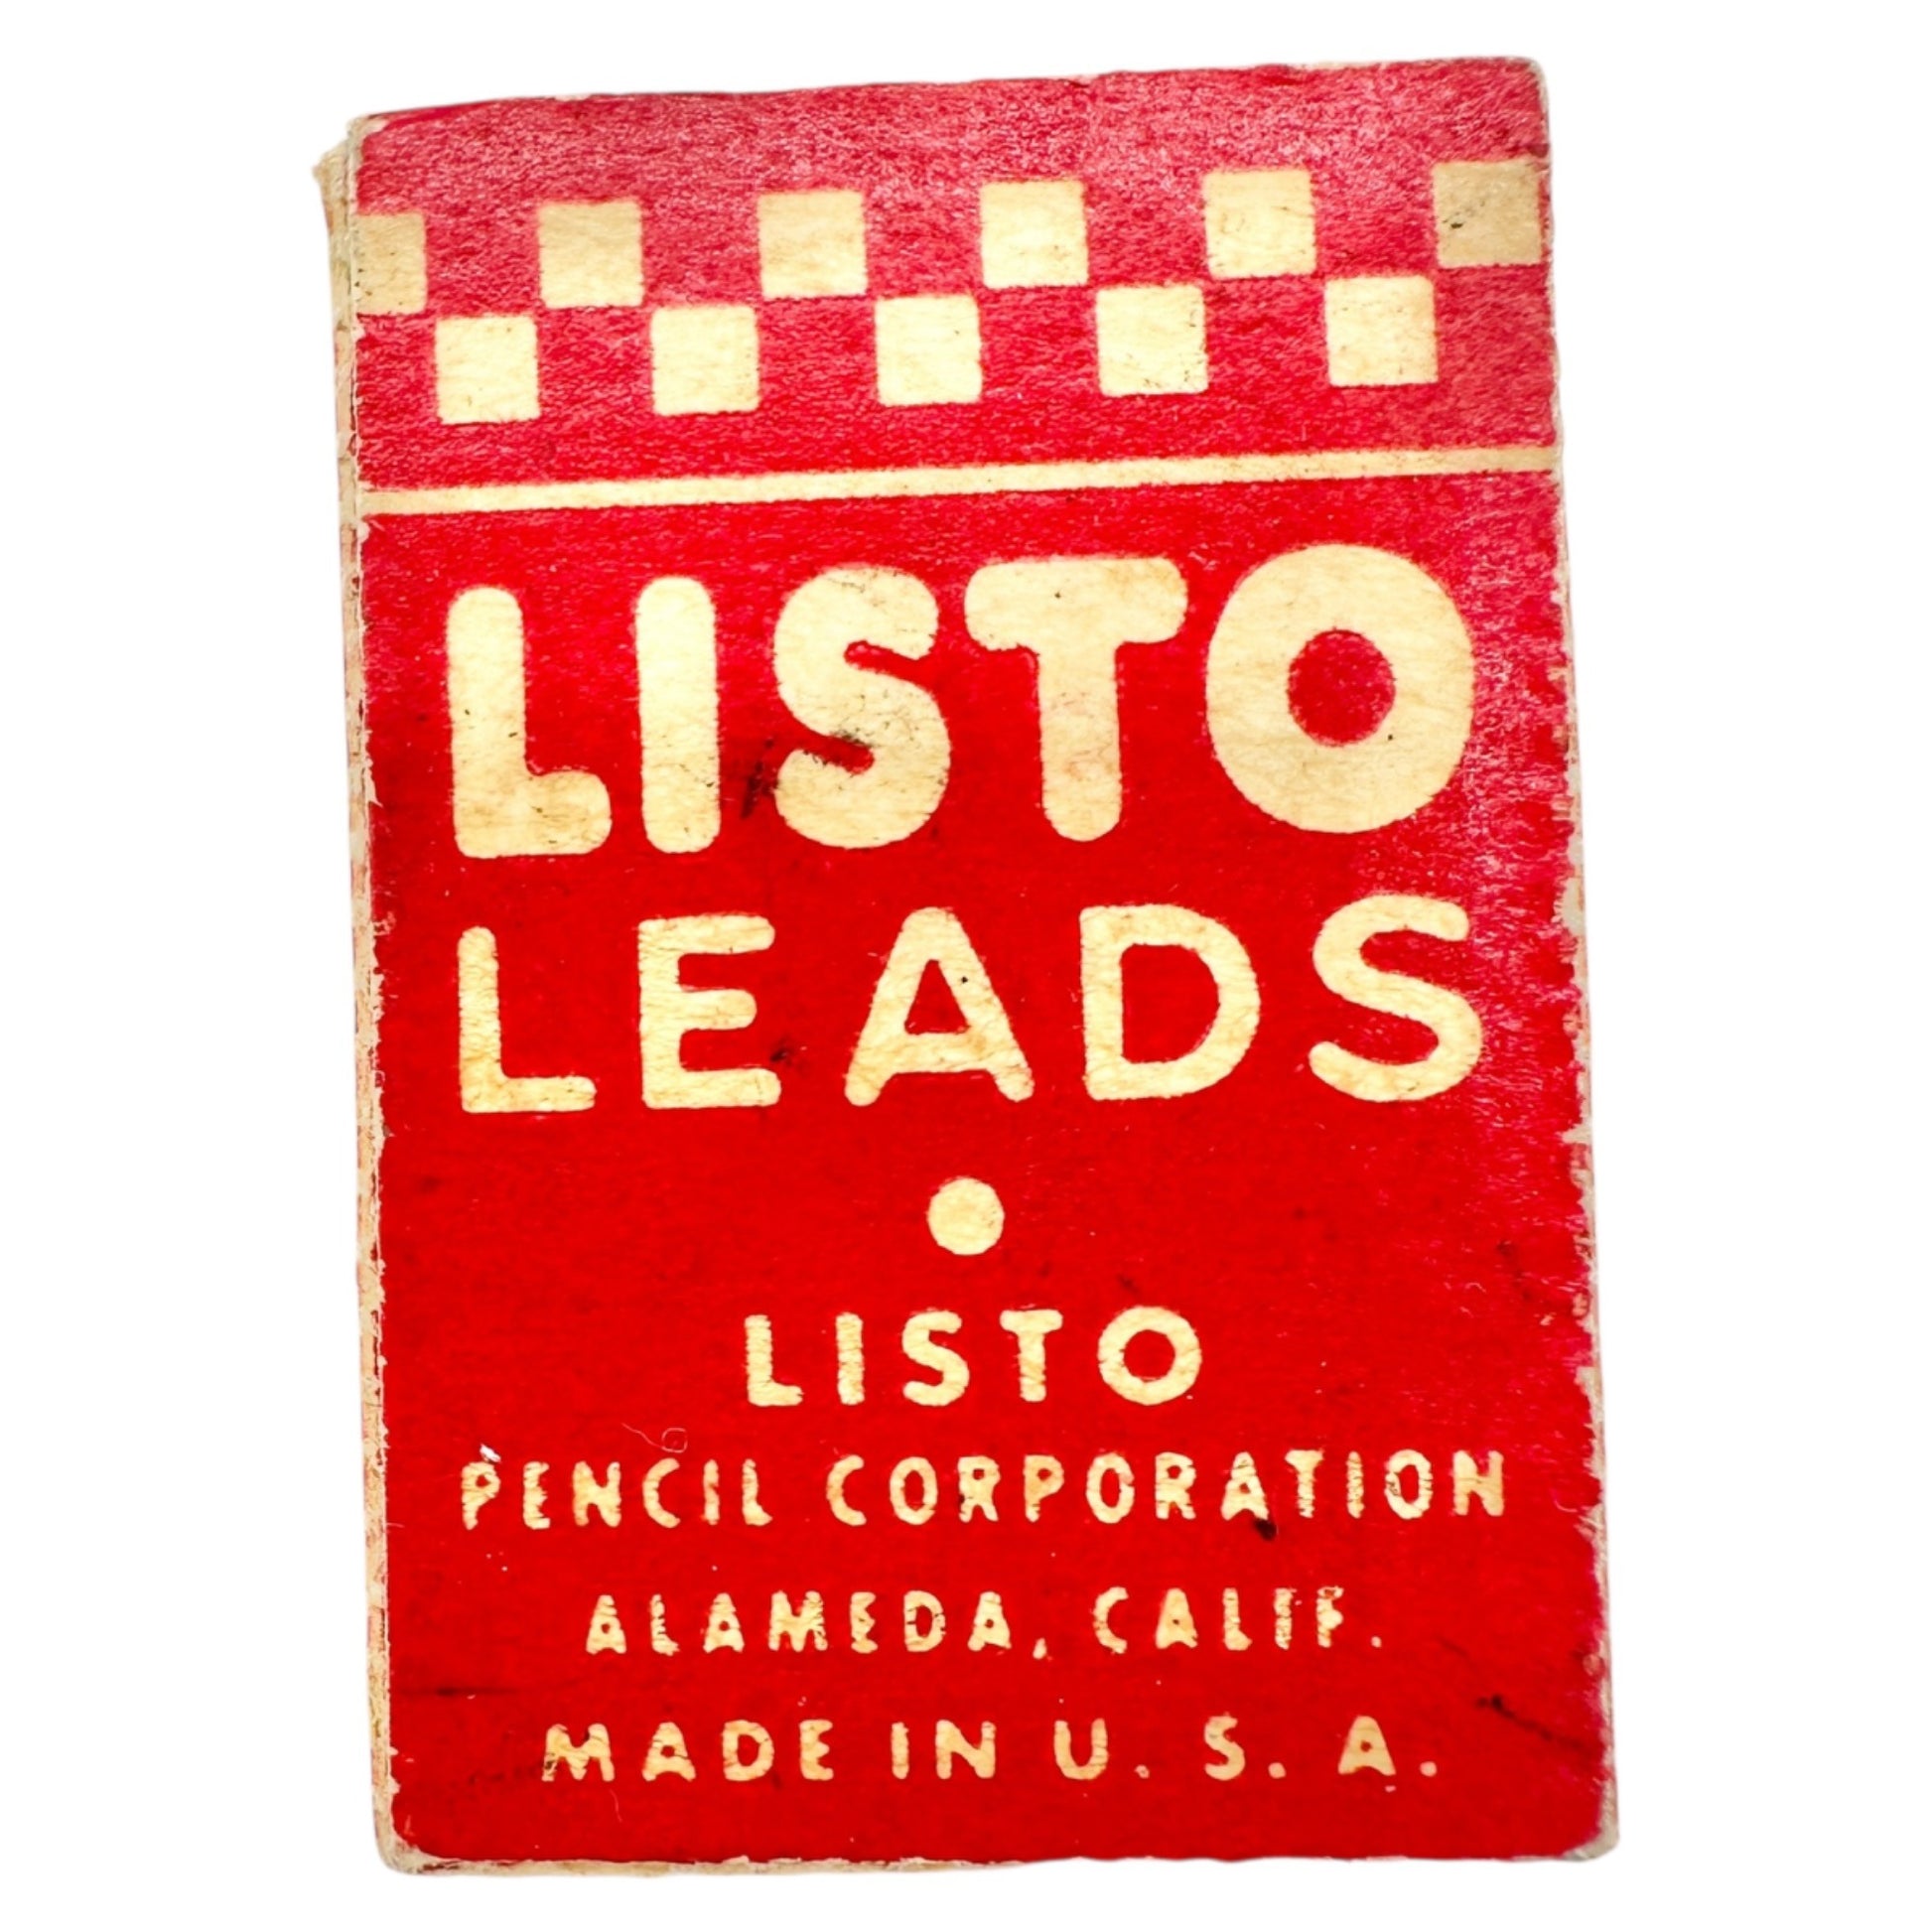 LISTO
LEADS
LISTO
PENCIL CORPORATION
ALAMEDA, CALIF.
MADE IN U. S. A.